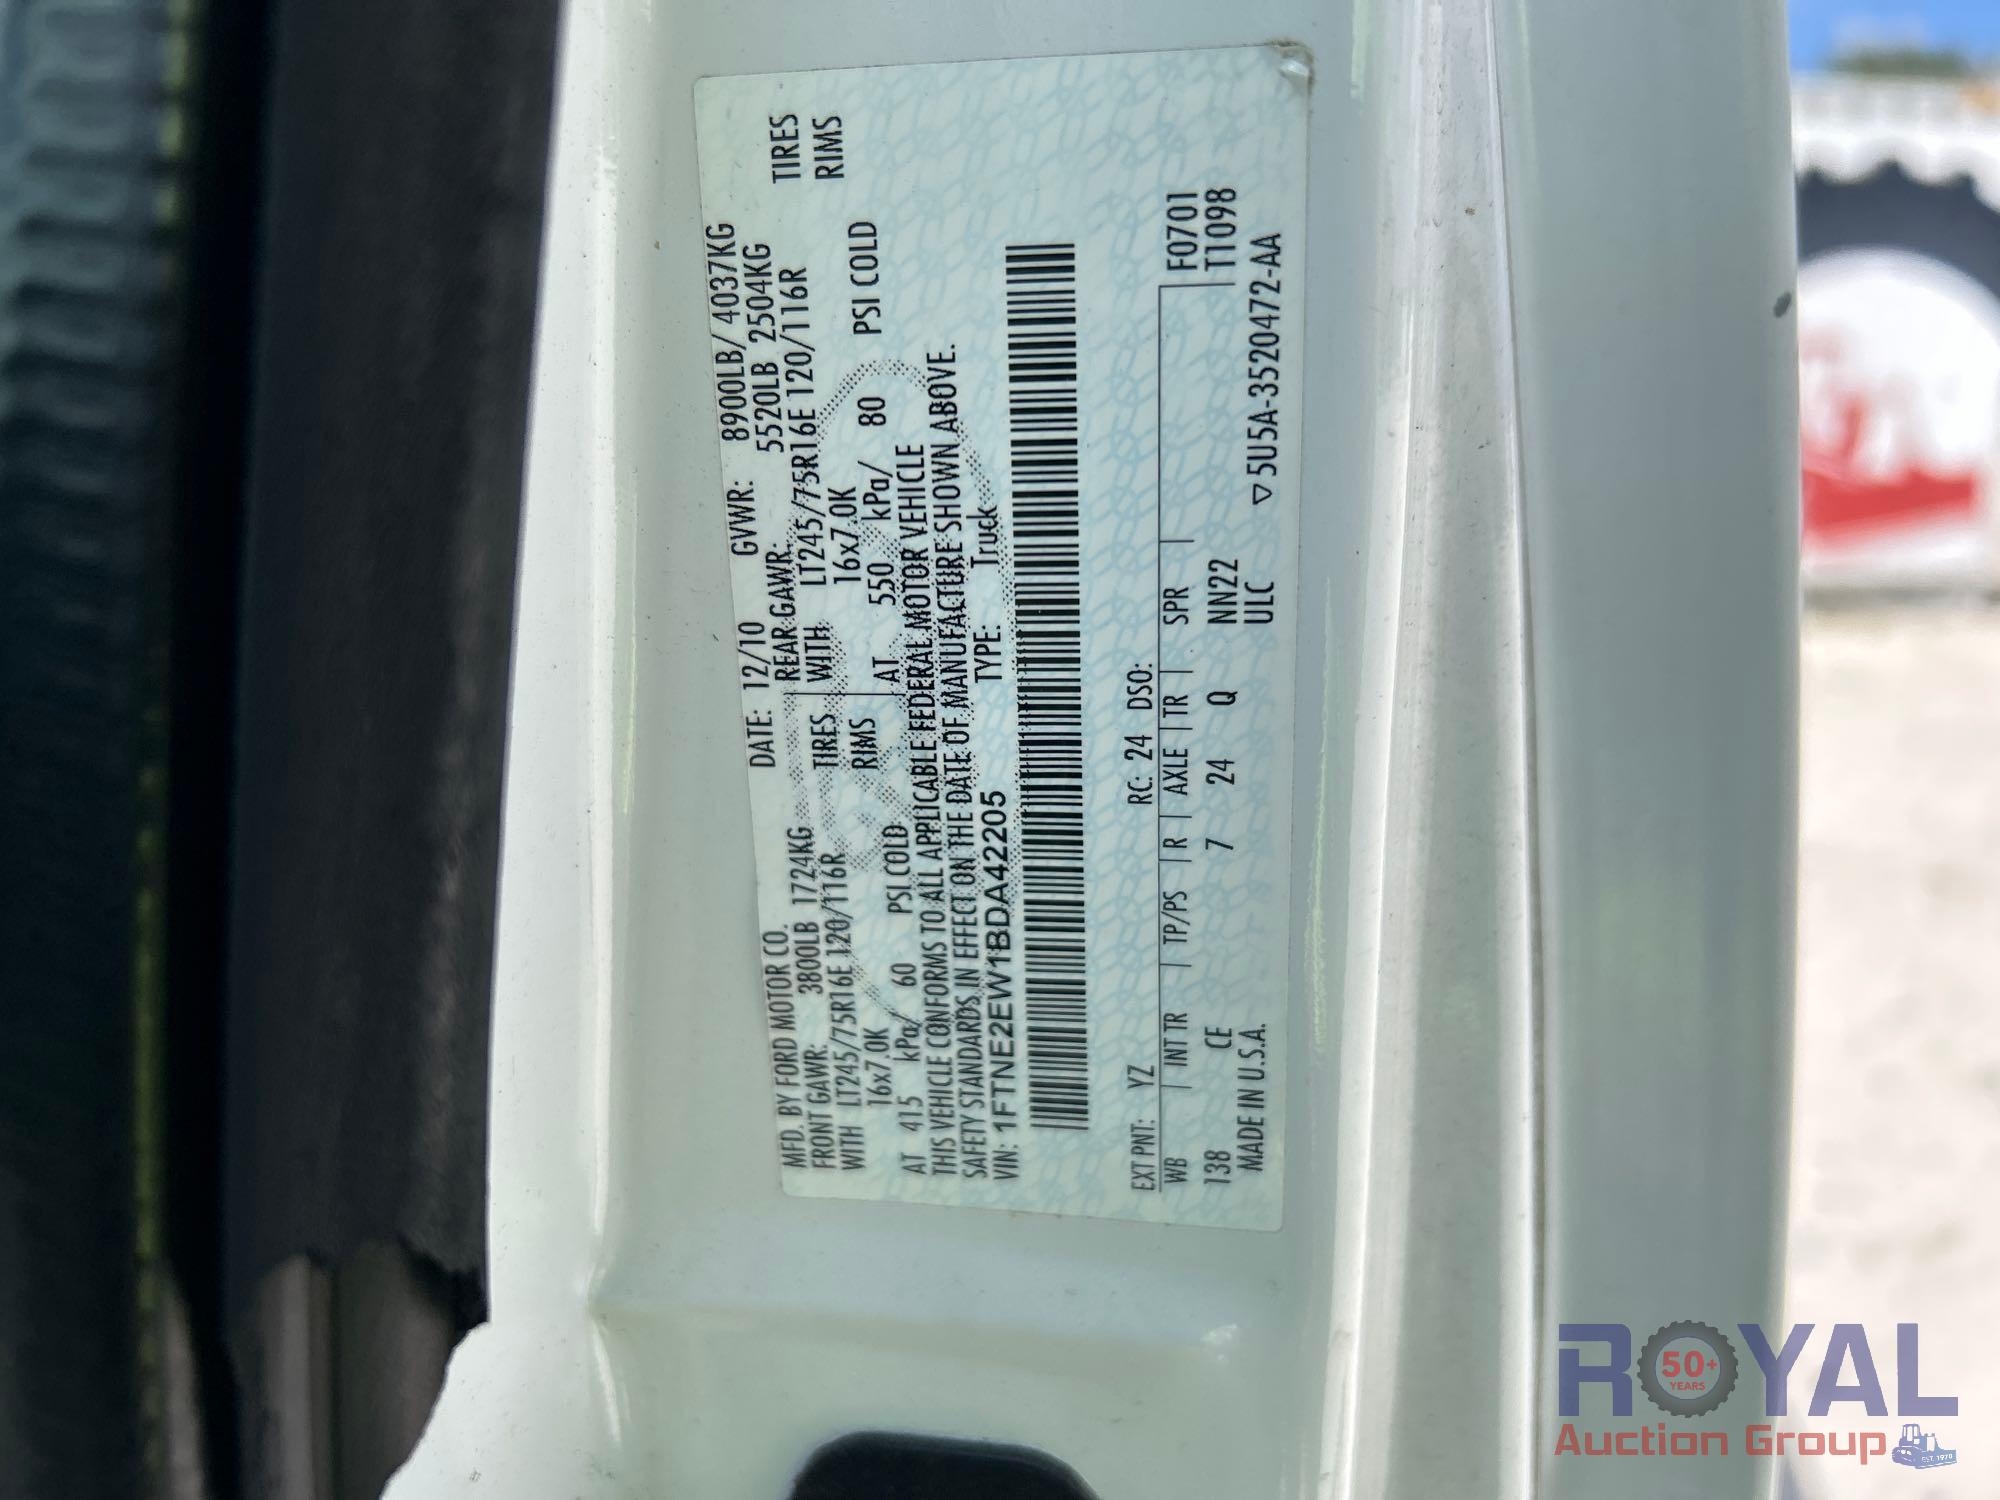 MFD. BY FORD MOTOR CO. DATE: 12/10 GVWR: 8900LB/ 4037KG
FRONT GAWR: 3800LB 1724KG REAR GAWR: 5520LB 2504KG
WITH LT245/75R16E 120/116R TIRES WITH LT245/75R16E 120/116R TIRES
16x7.0K RIMS 16x7.0K RIMS
AT 415 kPa/ 60 PSI COLD AT 550 kPa/ 80 PSI COLD
THIS VEHICLE CONFORMS TO ALL APPLICABLE FEDERAL MOTOR VEHICLE
SAFETY STANDARDS IN EFFECT ON THE DATE OF MANUFACTURE SHOWN ABOVE.
VIN: 1FTNE2EW1BDA42205 TYPE: Truck
EXT PNT: YZ RC: 24 DSO:
WB INT TR TP/PS R AXLE TR SPR F0701
138 CE 7 24 Q NN22 T1098
MADE IN U.S.A. ULC ▽5U5A-3520472-AA
ROYAL
50+
YEARS
Auction Group
EST. 1970